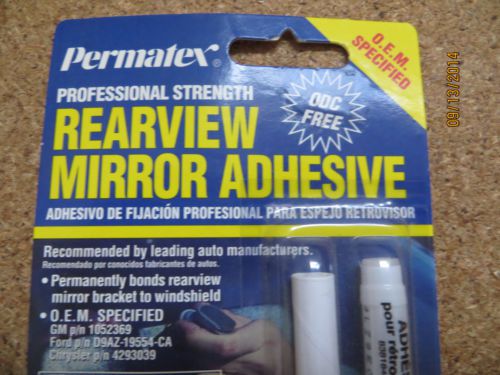 Permatex®
O.E.M.
SPECIFIED
PROFESSIONAL STRENGTH
ODC
FREE
REARVIEW
MIRROR ADHESIVE
ADHESIVO DE FIJACIÓN PROFESIONAL PARA ESPEJO RETROVISOR
Recommended by leading auto manufacturers.
Recomendado por conocidos fabricantes de autos.
• Permanently bonds rearview
mirror bracket to windshield
• O.E.M. SPECIFIED
GM p/n 1052369
Ford p/n D9AZ-19554-CA
Chrysler p/n 4293039
pour rétro
09/13/2014